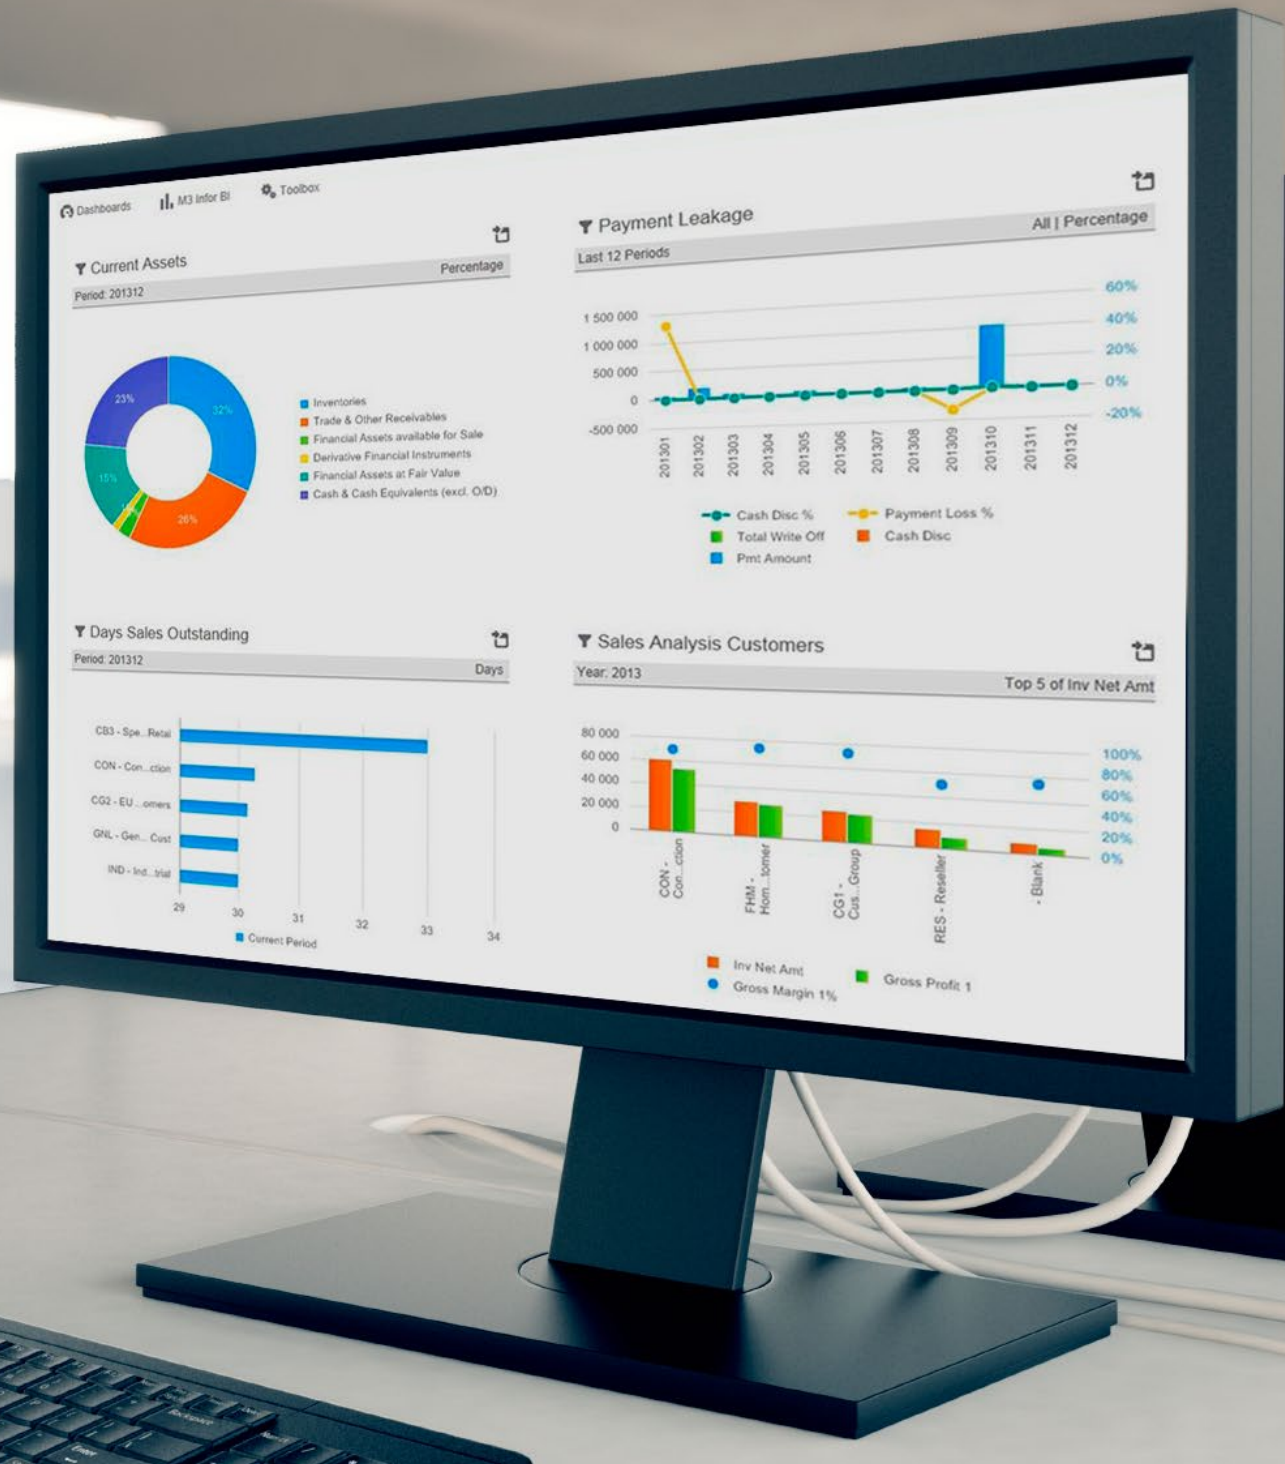 Dashboards
M3 Infor BI
Toolbox
Current Assets
Period: 201312
Percentage
23%
32%
15%
26%
Inventories
Trade & Other Receivables
Financial Assets available for Sale
Derivative Financial Instruments
Financial Assets at Fair Value
Cash & Cash Equivalents (excl. O/D)
Payment Leakage
Last 12 Periods
All | Percentage
1 500 000
1 000 000
500 000
0
-500 000
60%
40%
20%
0%
-20%
201301
201302
201303
201304
201305
201306
201307
201308
201309
201310
201311
201312
Cash Disc %
Payment Loss %
Total Write Off
Cash Disc
Pmt Amount
Days Sales Outstanding
Period: 201312
Days
CB3 - Spe...Retal
CON - Con...ction
CG2 - EU ...omers
GNL - Gen... Cust
IND - Ind...trial
29
30
31
32
33
34
Current Period
Sales Analysis Customers
Year: 2013
Top 5 of Inv Net Amt
80 000
60 000
40 000
20 000
0
100%
80%
60%
40%
20%
0%
CON -
Con...ction
FHM -
Hom...tomer
CG1 -
Cus...Group
RES - Reseller
- Blank
Inv Net Amt
Gross Profit 1
Gross Margin 1%
Backspace
Enter